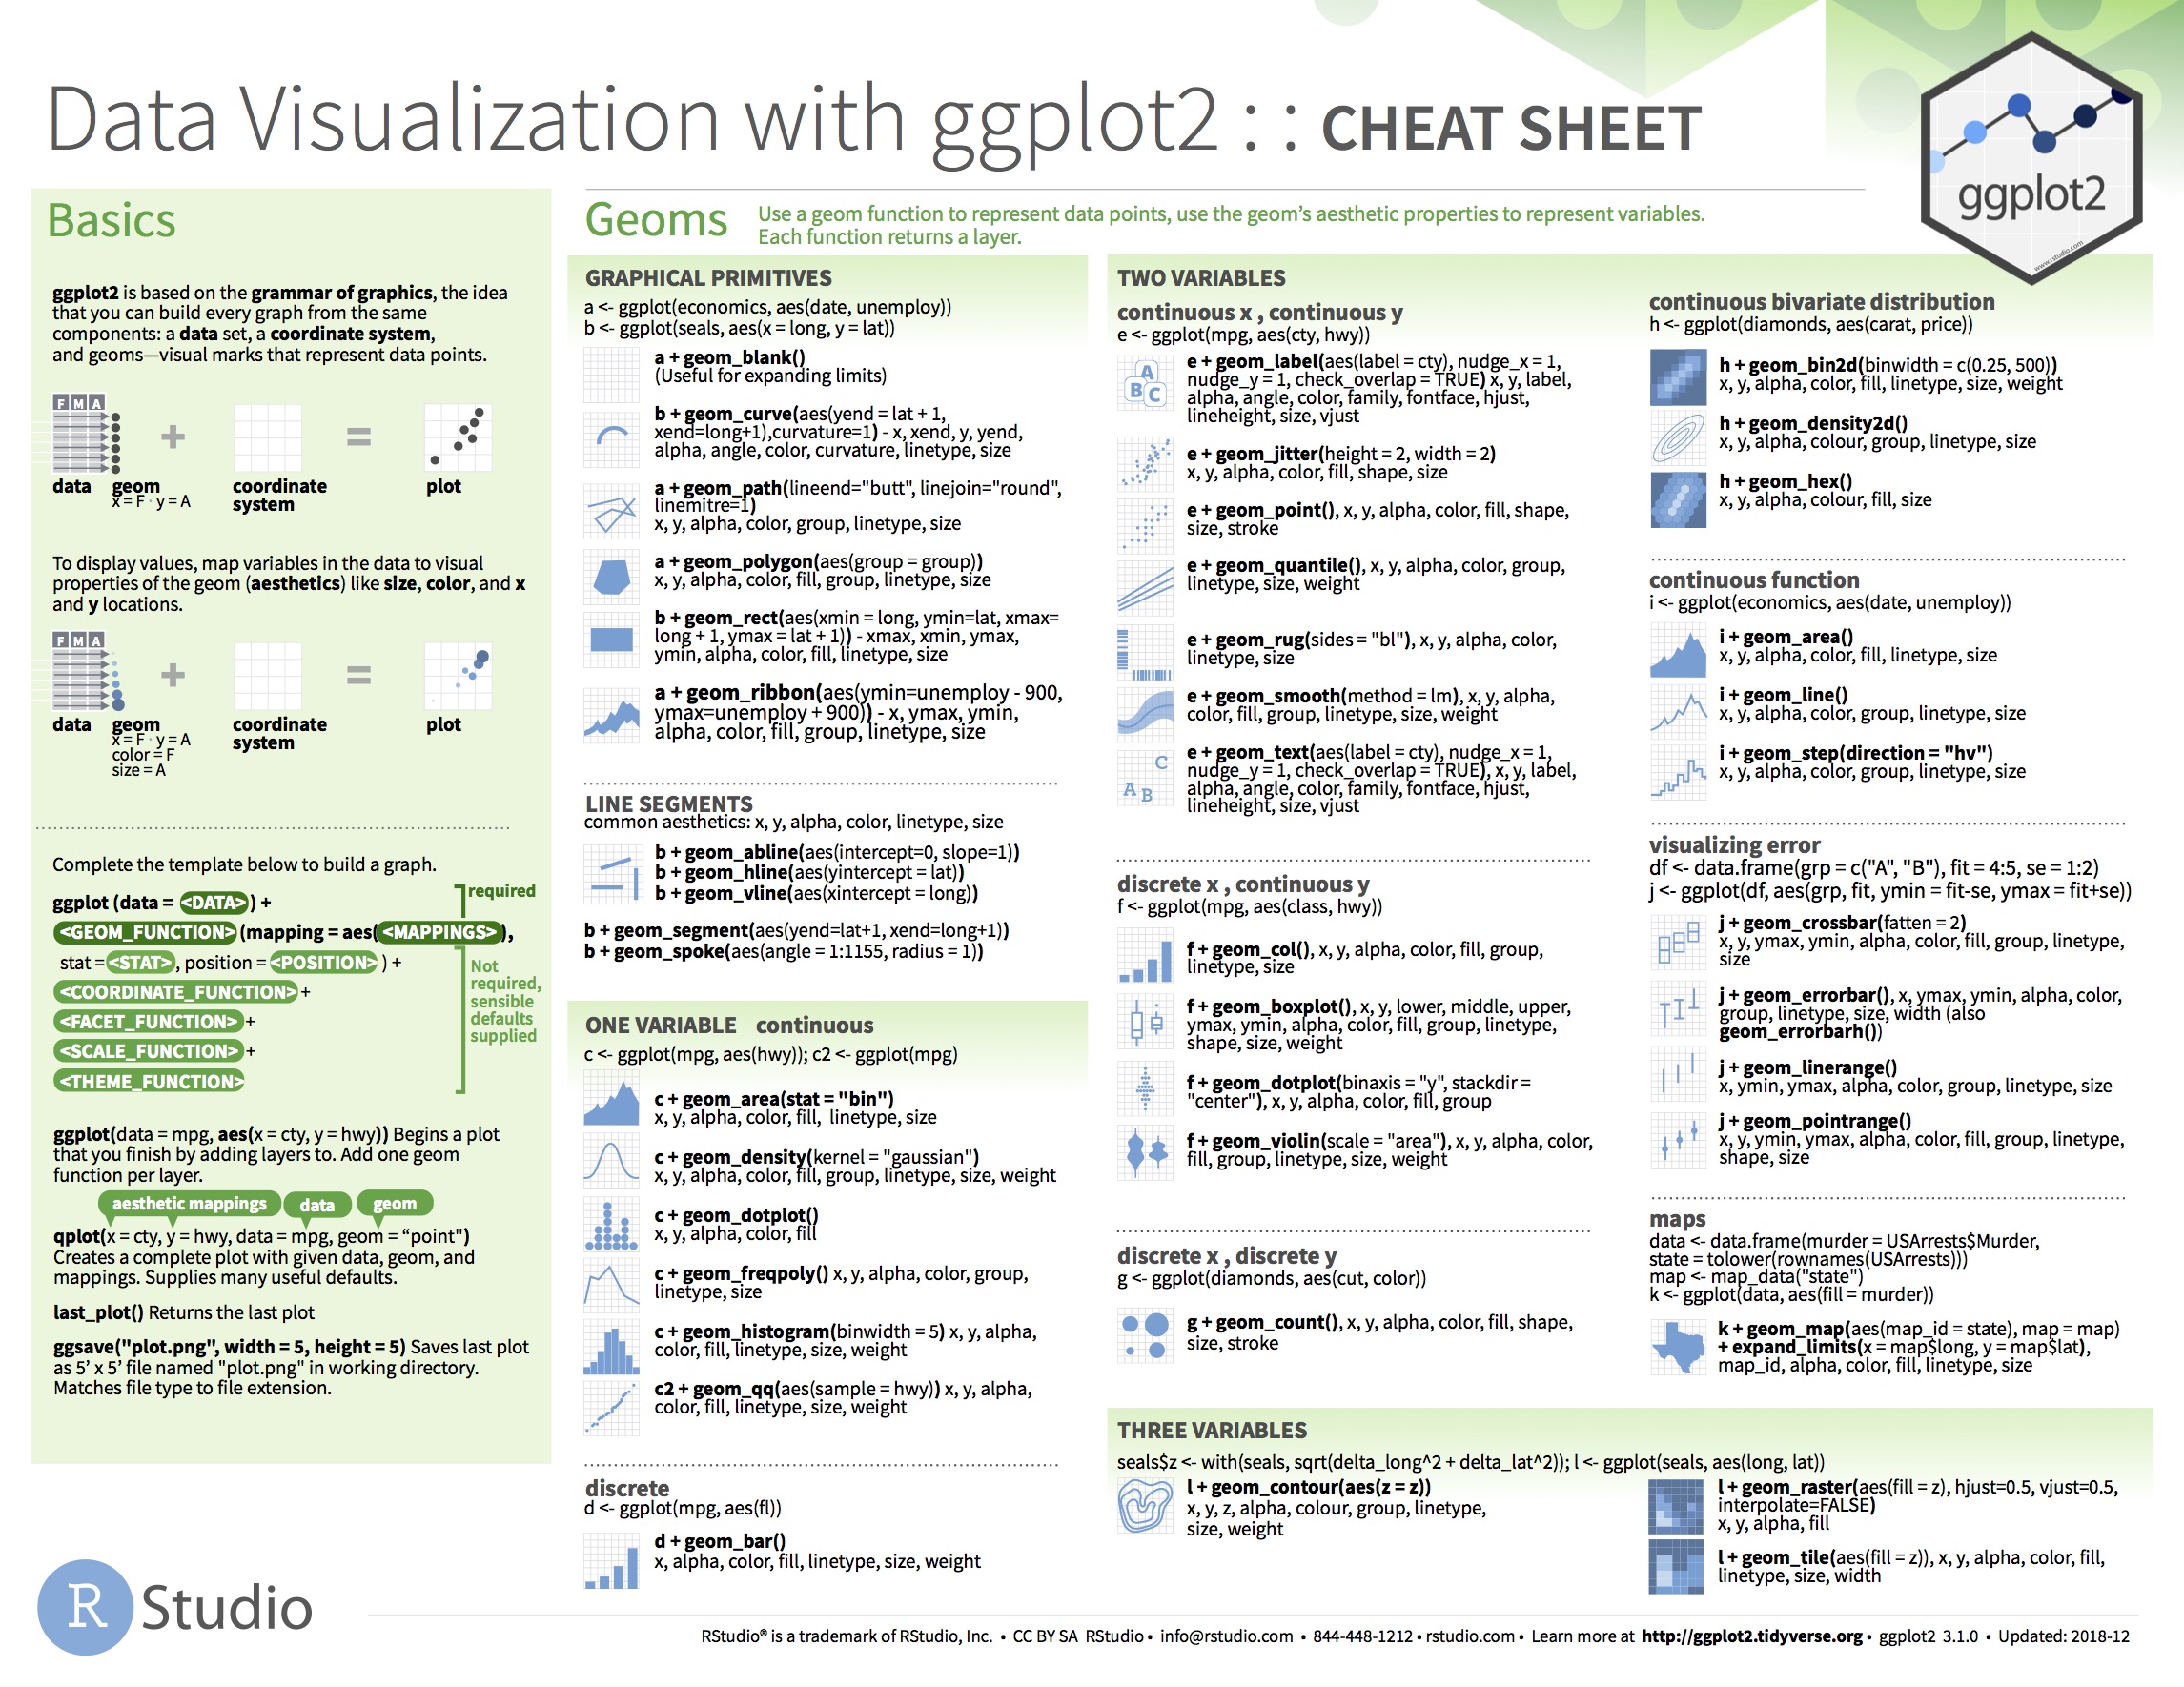 Data Visualization with ggplot2 : : CHEAT SHEET
ggplot2
www.rstudio.com
Basics
ggplot2 is based on the grammar of graphics, the idea
that you can build every graph from the same
components: a data set, a coordinate system,
and geoms—visual marks that represent data points.
F M A
+
=
data
geom
x = F · y = A
coordinate
system
plot
To display values, map variables in the data to visual
properties of the geom (aesthetics) like size, color, and x
and y locations.
F M A
+
=
data
geom
x = F · y = A
color = F
size = A
coordinate
system
plot
Complete the template below to build a graph.
required
ggplot (data = <DATA>) +
<GEOM_FUNCTION> (mapping = aes(<MAPPINGS>),
stat = <STAT>, position = <POSITION>) +
<COORDINATE_FUNCTION> +
<FACET_FUNCTION> +
<SCALE_FUNCTION> +
<THEME_FUNCTION>
Not
required,
sensible
defaults
supplied
ggplot(data = mpg, aes(x = cty, y = hwy)) Begins a plot
that you finish by adding layers to. Add one geom
function per layer.
aesthetic mappings data geom
qplot(x = cty, y = hwy, data = mpg, geom = “point")
Creates a complete plot with given data, geom, and
mappings. Supplies many useful defaults.
last_plot() Returns the last plot
ggsave("plot.png", width = 5, height = 5) Saves last plot
as 5’ x 5’ file named "plot.png" in working directory.
Matches file type to file extension.
Geoms
Use a geom function to represent data points, use the geom’s aesthetic properties to represent variables.
Each function returns a layer.
GRAPHICAL PRIMITIVES
a <- ggplot(economics, aes(date, unemploy))
b <- ggplot(seals, aes(x = long, y = lat))
a + geom_blank()
(Useful for expanding limits)
b + geom_curve(aes(yend = lat + 1,
xend=long+1),curvature=1) - x, xend, y, yend,
alpha, angle, color, curvature, linetype, size
a + geom_path(lineend="butt", linejoin="round",
linemitre=1)
x, y, alpha, color, group, linetype, size
a + geom_polygon(aes(group = group))
x, y, alpha, color, fill, group, linetype, size
b + geom_rect(aes(xmin = long, ymin=lat, xmax=
long + 1, ymax = lat + 1)) - xmax, xmin, ymax,
ymin, alpha, color, fill, linetype, size
a + geom_ribbon(aes(ymin=unemploy - 900,
ymax=unemploy + 900)) - x, ymax, ymin,
alpha, color, fill, group, linetype, size
LINE SEGMENTS
common aesthetics: x, y, alpha, color, linetype, size
b + geom_abline(aes(intercept=0, slope=1))
b + geom_hline(aes(yintercept = lat))
b + geom_vline(aes(xintercept = long))
b + geom_segment(aes(yend=lat+1, xend=long+1))
b + geom_spoke(aes(angle = 1:1155, radius = 1))
ONE VARIABLE continuous
c <- ggplot(mpg, aes(hwy)); c2 <- ggplot(mpg)
c + geom_area(stat = "bin")
x, y, alpha, color, fill, linetype, size
c + geom_density(kernel = "gaussian")
x, y, alpha, color, fill, group, linetype, size, weight
c + geom_dotplot()
x, y, alpha, color, fill
c + geom_freqpoly() x, y, alpha, color, group,
linetype, size
c + geom_histogram(binwidth = 5) x, y, alpha,
color, fill, linetype, size, weight
c2 + geom_qq(aes(sample = hwy)) x, y, alpha,
color, fill, linetype, size, weight
discrete
d <- ggplot(mpg, aes(fl))
d + geom_bar()
x, alpha, color, fill, linetype, size, weight
TWO VARIABLES
continuous x , continuous y
e <- ggplot(mpg, aes(cty, hwy))
A
B C
e + geom_label(aes(label = cty), nudge_x = 1,
nudge_y = 1, check_overlap = TRUE) x, y, label,
alpha, angle, color, family, fontface, hjust,
lineheight, size, vjust
e + geom_jitter(height = 2, width = 2)
x, y, alpha, color, fill, shape, size
e + geom_point(), x, y, alpha, color, fill, shape,
size, stroke
e + geom_quantile(), x, y, alpha, color, group,
linetype, size, weight
e + geom_rug(sides = "bl"), x, y, alpha, color,
linetype, size
e + geom_smooth(method = lm), x, y, alpha,
color, fill, group, linetype, size, weight
C
A B
e + geom_text(aes(label = cty), nudge_x = 1,
nudge_y = 1, check_overlap = TRUE), x, y, label,
alpha, angle, color, family, fontface, hjust,
lineheight, size, vjust
discrete x , continuous y
f <- ggplot(mpg, aes(class, hwy))
f + geom_col(), x, y, alpha, color, fill, group,
linetype, size
f + geom_boxplot(), x, y, lower, middle, upper,
ymax, ymin, alpha, color, fill, group, linetype,
shape, size, weight
f + geom_dotplot(binaxis = "y", stackdir =
"center"), x, y, alpha, color, fill, group
f + geom_violin(scale = "area"), x, y, alpha, color,
fill, group, linetype, size, weight
discrete x , discrete y
g <- ggplot(diamonds, aes(cut, color))
g + geom_count(), x, y, alpha, color, fill, shape,
size, stroke
continuous bivariate distribution
h <- ggplot(diamonds, aes(carat, price))
h + geom_bin2d(binwidth = c(0.25, 500))
x, y, alpha, color, fill, linetype, size, weight
h + geom_density2d()
x, y, alpha, colour, group, linetype, size
h + geom_hex()
x, y, alpha, colour, fill, size
continuous function
i <- ggplot(economics, aes(date, unemploy))
i + geom_area()
x, y, alpha, color, fill, linetype, size
i + geom_line()
x, y, alpha, color, group, linetype, size
i + geom_step(direction = "hv")
x, y, alpha, color, group, linetype, size
visualizing error
df <- data.frame(grp = c("A", "B"), fit = 4:5, se = 1:2)
j <- ggplot(df, aes(grp, fit, ymin = fit-se, ymax = fit+se))
j + geom_crossbar(fatten = 2)
x, y, ymax, ymin, alpha, color, fill, group, linetype,
size
j + geom_errorbar(), x, ymax, ymin, alpha, color,
group, linetype, size, width (also
geom_errorbarh())
j + geom_linerange()
x, ymin, ymax, alpha, color, group, linetype, size
j + geom_pointrange()
x, y, ymin, ymax, alpha, color, fill, group, linetype,
shape, size
maps
data <- data.frame(murder = USArrests$Murder,
state = tolower(rownames(USArrests)))
map <- map_data("state")
k <- ggplot(data, aes(fill = murder))
k + geom_map(aes(map_id = state), map = map)
+ expand_limits(x = map$long, y = map$lat),
map_id, alpha, color, fill, linetype, size
THREE VARIABLES
seals$z <- with(seals, sqrt(delta_long^2 + delta_lat^2)); l <- ggplot(seals, aes(long, lat))
l + geom_contour(aes(z = z))
x, y, z, alpha, colour, group, linetype,
size, weight
l + geom_raster(aes(fill = z), hjust=0.5, vjust=0.5,
interpolate=FALSE)
x, y, alpha, fill
l + geom_tile(aes(fill = z)), x, y, alpha, color, fill,
linetype, size, width
R Studio
RStudio® is a trademark of RStudio, Inc. • CC BY SA RStudio • info@rstudio.com • 844-448-1212 • rstudio.com • Learn more at http://ggplot2.tidyverse.org • ggplot2 3.1.0 • Updated: 2018-12